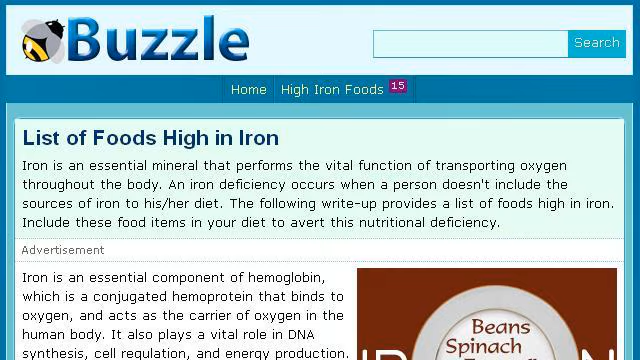 Buzzle
Search
Home
High Iron Foods 15
List of Foods High in Iron
Iron is an essential mineral that performs the vital function of transporting oxygen
throughout the body. An iron deficiency occurs when a person doesn't include the
sources of iron to his/her diet. The following write-up provides a list of foods high in iron.
Include these food items in your diet to avert this nutritional deficiency.
Advertisement
Iron is an essential component of hemoglobin,
which is a conjugated hemoprotein that binds to
oxygen, and acts as the carrier of oxygen in the
human body. It also plays a vital role in DNA
synthesis, cell regulation, and energy production.
Beans
Spinach